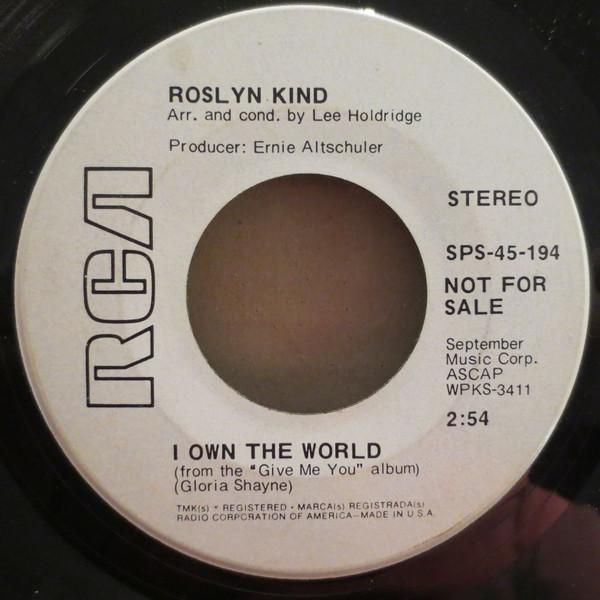 ROSLYN KIND
Arr. and cond. by Lee Holdridge
Producer: Ernie Altschuler
RCA
STEREO
SPS-45-194
NOT FOR
SALE
September
Music Corp.
ASCAP
WPKS-3411
2:54
I OWN THE WORLD
(from the "Give Me You" album)
(Gloria Shayne)
TMK(s) ® REGISTERED • MARCA(s) REGISTRADA(s)
RADIO CORPORATION OF AMERICA—MADE IN U.S.A.